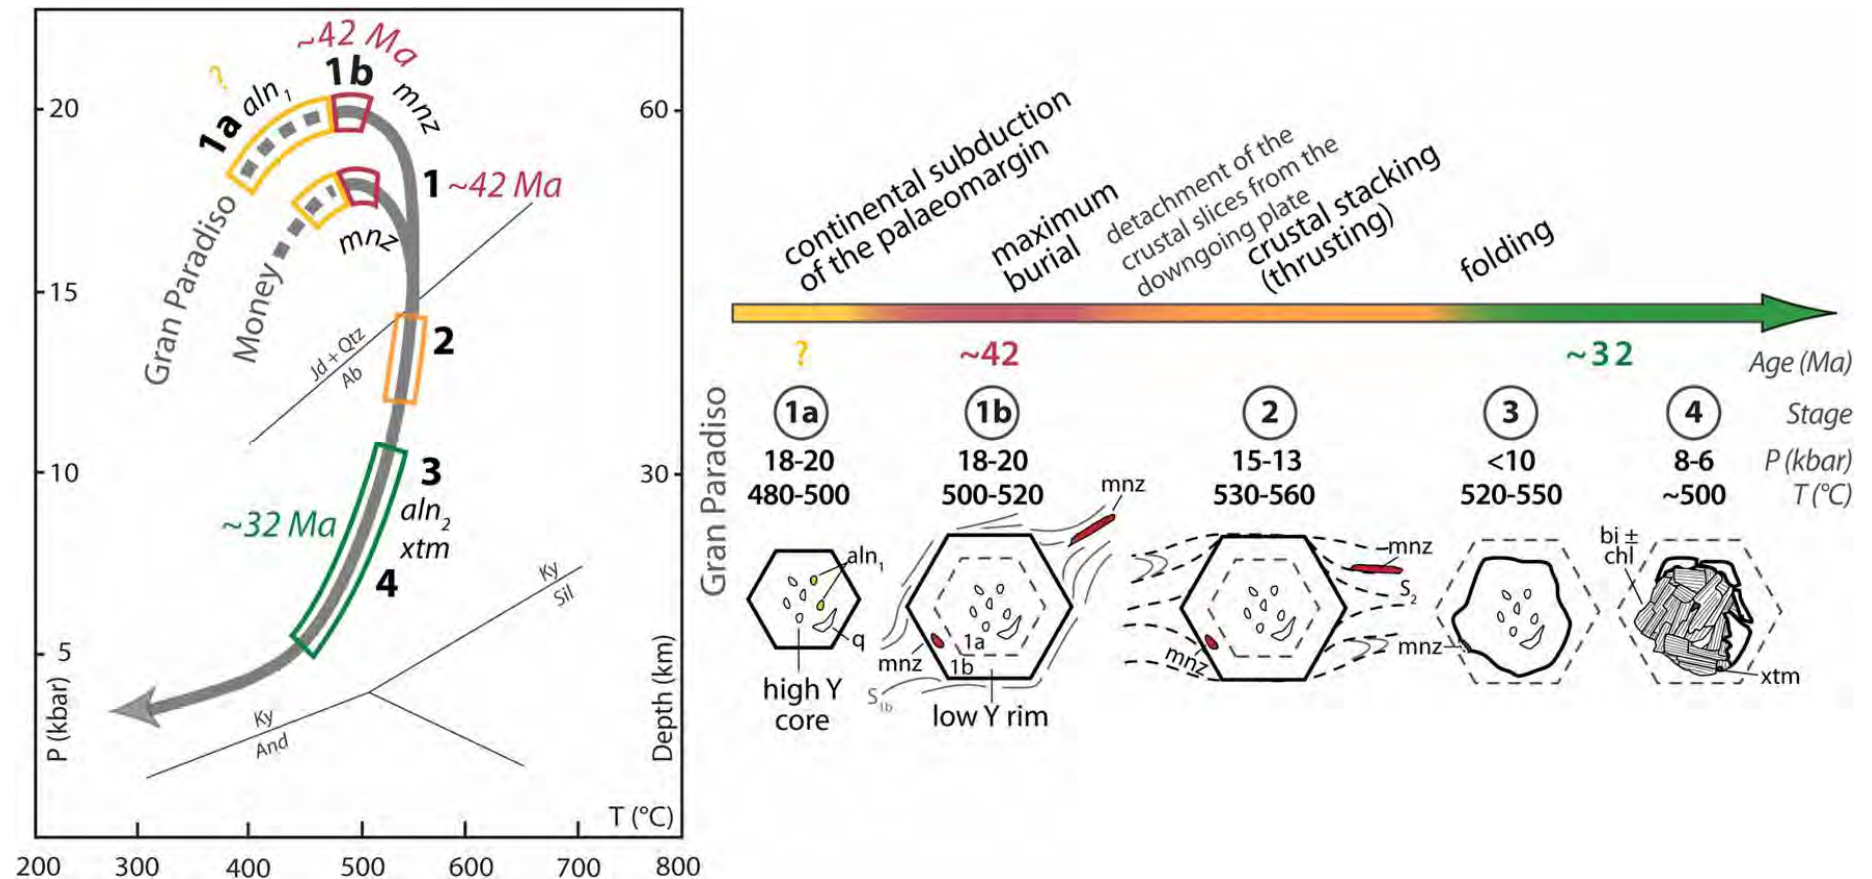 ~42 Ma
?
1b
1a aln1
mnz
20
60
1 ~42 Ma
mnz
Gran Paradiso
Money
15
2
Jd + Qtz
Ab
10
30
3
aln2
xtm
~32 Ma
4
Ky
Sil
5
Ky
And
P (kbar)
Depth (km)
T (°C)
200 300 400 500 600 700 800
continental subduction
of the palaeomargin
maximum
burial
detachment of the
crustal slices from the
downgoing plate
crustal stacking
(thrusting)
folding
? ~42 ~32 Age (Ma)
Gran Paradiso
1a 1b 2 3 4 Stage
18-20 18-20 15-13 <10 8-6 P (kbar)
480-500 500-520 530-560 520-550 ~500 T (°C)
aln1
q
high Y
core
mnz
1a
1b
mnz
S1b
low Y rim
mnz
S2
mnz
mnz
bi ±
chl
xtm